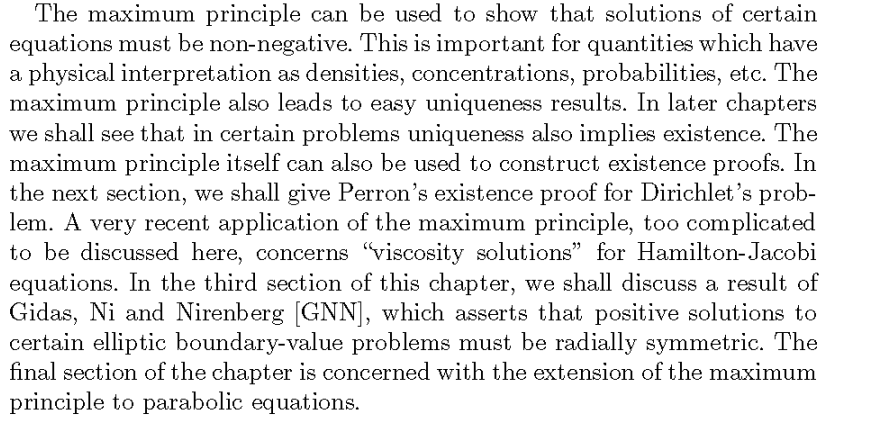 The maximum principle can be used to show that solutions of certain
equations must be non-negative. This is important for quantities which have
a physical interpretation as densities, concentrations, probabilities, etc. The
maximum principle also leads to easy uniqueness results. In later chapters
we shall see that in certain problems uniqueness also implies existence. The
maximum principle itself can also be used to construct existence proofs. In
the next section, we shall give Perron's existence proof for Dirichlet's prob-
lem. A very recent application of the maximum principle, too complicated
to be discussed here, concerns “viscosity solutions” for Hamilton-Jacobi
equations. In the third section of this chapter, we shall discuss a result of
Gidas, Ni and Nirenberg [GNN], which asserts that positive solutions to
certain elliptic boundary-value problems must be radially symmetric. The
final section of the chapter is concerned with the extension of the maximum
principle to parabolic equations.